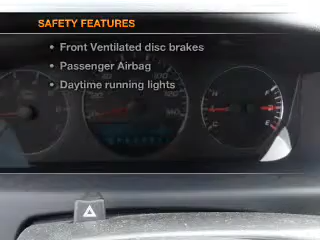 SAFETY FEATURES
• Front Ventilated disc brakes
• Passenger Airbag
• Daytime running lights